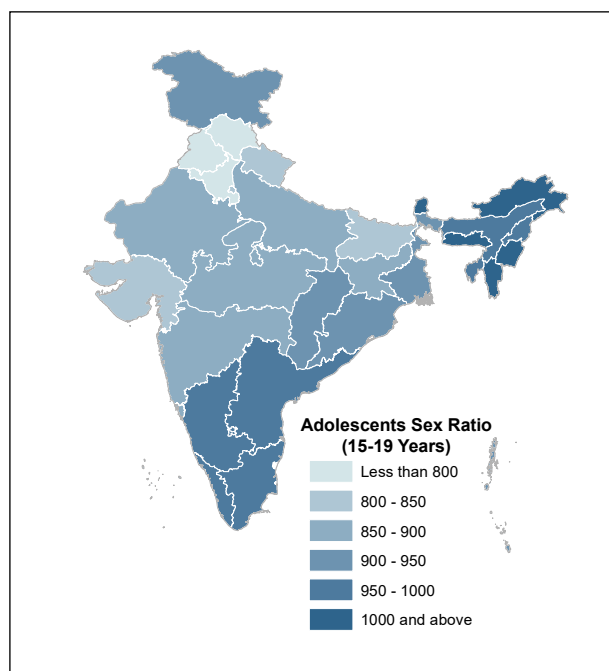 Adolescents Sex Ratio
(15-19 Years)
Less than 800
800 - 850
850 - 900
900 - 950
950 - 1000
1000 and above